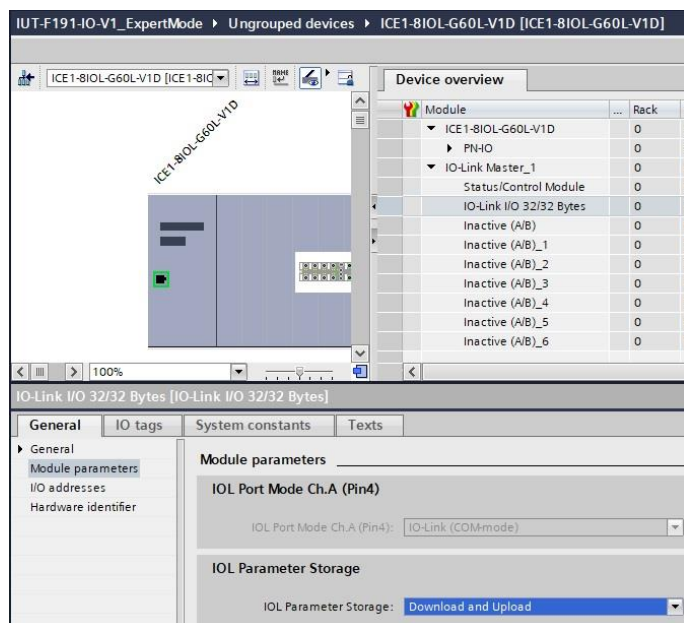 IUT-F191-IO-V1_ExpertMode ▸ Ungrouped devices ▸ ICE1-8IOL-G60L-V1D [ICE1-8IOL-G60L-V1D]
ICE1-8IOL-G60L-V1D [ICE1-8IO
Device overview
ICE1-8IOL-G60L-V1D
Module ... Rack
ICE1-8IOL-G60L-V1D 0
PN-IO 0
IO-Link Master_1 0
Status/Control Module 0
IO-Link I/O 32/32 Bytes 0
Inactive (A/B) 0
Inactive (A/B)_1 0
Inactive (A/B)_2 0
Inactive (A/B)_3 0
Inactive (A/B)_4 0
Inactive (A/B)_5 0
Inactive (A/B)_6 0
100%
IO-Link I/O 32/32 Bytes [IO-Link I/O 32/32 Bytes]
General IO tags System constants Texts
General
Module parameters
I/O addresses
Hardware identifier
Module parameters
IOL Port Mode Ch.A (Pin4)
IOL Port Mode Ch.A (Pin4): IO-Link (COM-mode)
IOL Parameter Storage
IOL Parameter Storage: Download and Upload